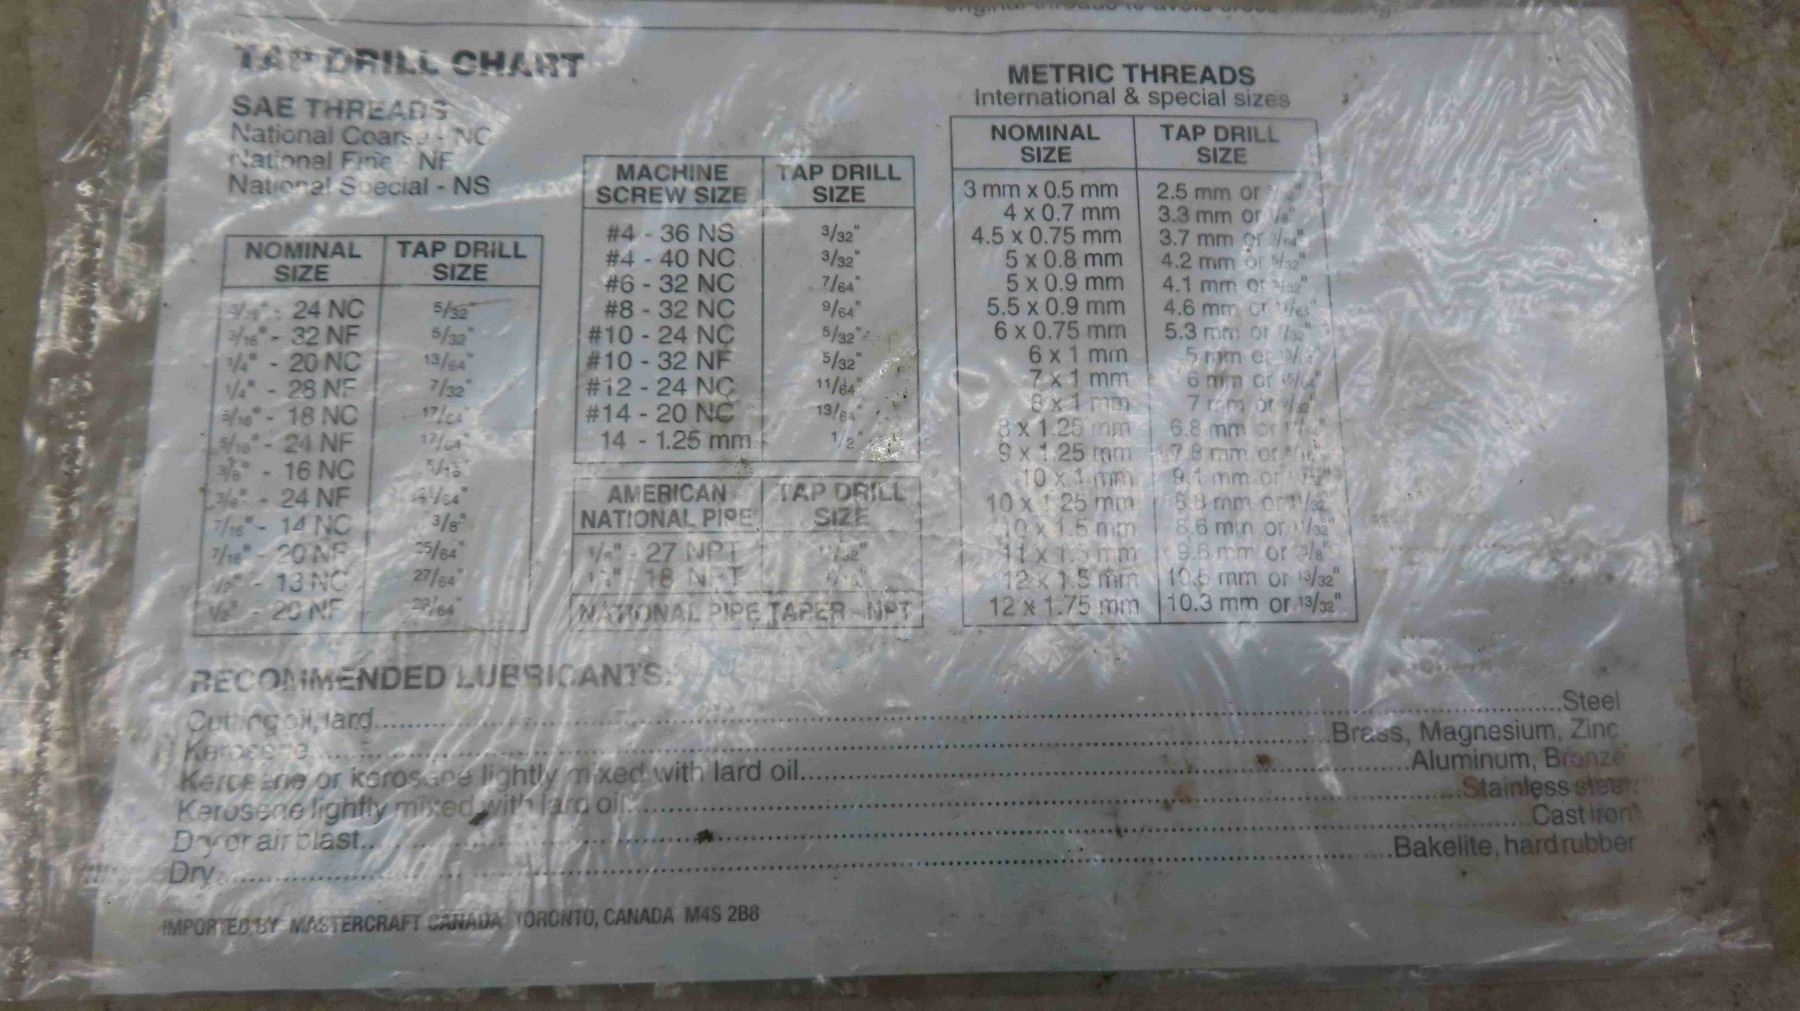 TAP DRILL CHART
SAE THREADS
National Coarse - NC
National Fine - NF
National Special - NS
NOMINAL SIZE TAP DRILL SIZE
24 NC 5/32"
3/16" - 32 NF 5/32"
1/4" - 20 NC 13/64"
1/4" - 28 NF 7/32"
5/16" - 18 NC 17/64"
5/16" - 24 NF 17/64"
3/8" - 16 NC 5/16"
3/8" - 24 NF
7/16" - 14 NC 3/8"
7/16" - 20 NF 25/64"
1/2" - 13 NC 27/64"
1/2" - 20 NF 29/64"
MACHINE SCREW SIZE TAP DRILL SIZE
#4 - 36 NS 3/32"
#4 - 40 NC 3/32"
#6 - 32 NC 7/64"
#8 - 32 NC 9/64"
#10 - 24 NC 5/32"
#10 - 32 NF 5/32"
#12 - 24 NC 11/64"
#14 - 20 NC 13/64"
14 - 1.25 mm 1/2"
AMERICAN NATIONAL PIPE TAP DRILL SIZE
27 NPT
18 NPT
NATIONAL PIPE TAPER - NPT
METRIC THREADS
International & special sizes
NOMINAL SIZE TAP DRILL SIZE
3 mm x 0.5 mm 2.5 mm or
4 x 0.7 mm 3.3 mm or
4.5 x 0.75 mm 3.7 mm or
5 x 0.8 mm 4.2 mm or 5/32"
5 x 0.9 mm 4.1 mm or 5/32"
5.5 x 0.9 mm 4.6 mm or
6 x 0.75 mm 5.3 mm or
6 x 1 mm 5 mm or
7 x 1 mm 6 mm or
8 x 1 mm 7 mm or
8 x 1.25 mm 6.8 mm or
9 x 1.25 mm 7.8 mm or
10 x 1 mm 9.1 mm or
10 x 1.25 mm 8.8 mm or
10 x 1.5 mm 8.6 mm or
11 x 1.5 mm 9.6 mm or 3/8"
12 x 1.5 mm 10.5 mm or 13/32"
12 x 1.75 mm 10.3 mm or 13/32"
RECOMMENDED LUBRICANTS:
Cutting oil, lard Steel
Kerosene Brass, Magnesium, Zinc
Kerosene or kerosene lightly mixed with lard oil Aluminum, Bronze
Kerosene lightly mixed with lard oil Stainless steel
Dry or air blast Cast iron
Dry Bakelite, hard rubber
IMPORTED BY MASTERCRAFT CANADA TORONTO, CANADA M4S 2B8